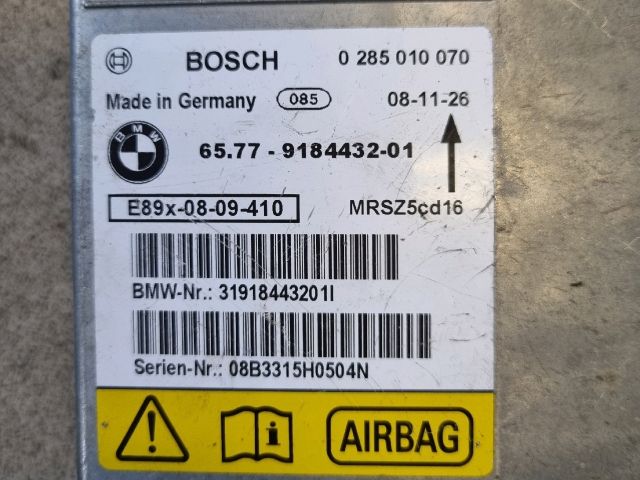 BOSCH 0 285 010 070
Made in Germany 085 08-11-26
BMW 65.77 - 9184432-01
E89x-08-09-410 MRSZ5cd16
BMW-Nr.: 31918443201I
Serien-Nr.: 08B3315H0504N
AIRBAG